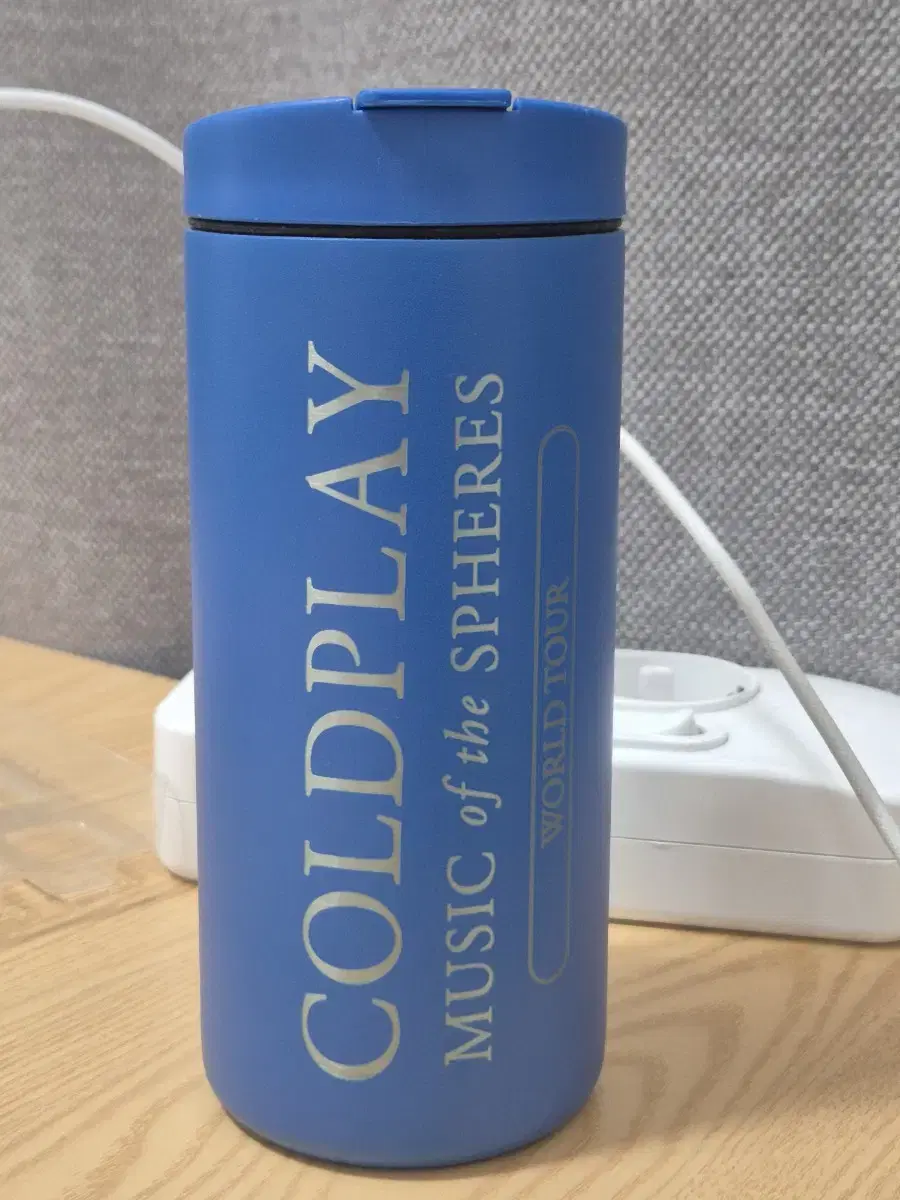 COLDPLAY
MUSIC of the SPHERES
WORLD TOUR